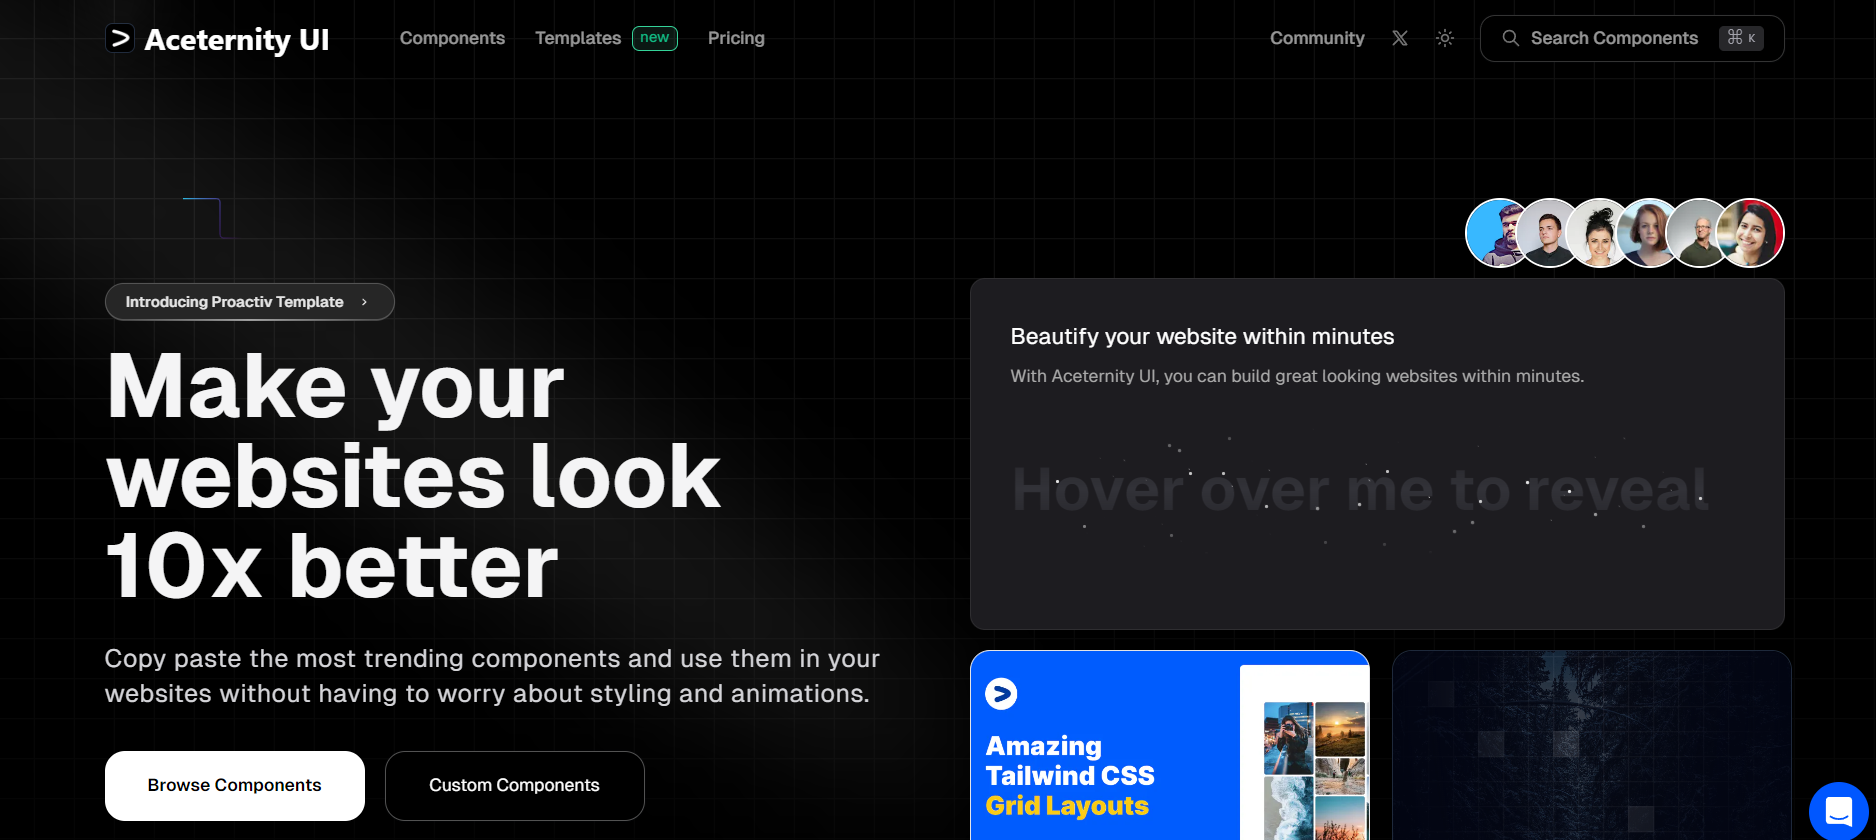 Aceternity UI
Components
Templates new
Pricing
Community
Search Components
⌘ K
Introducing Proactiv Template
Make your
websites look
10x better
Copy paste the most trending components and use them in your
websites without having to worry about styling and animations.
Browse Components
Custom Components
Beautify your website within minutes
With Aceternity UI, you can build great looking websites within minutes.
Hover over me to reveal
Amazing
Tailwind CSS
Grid Layouts